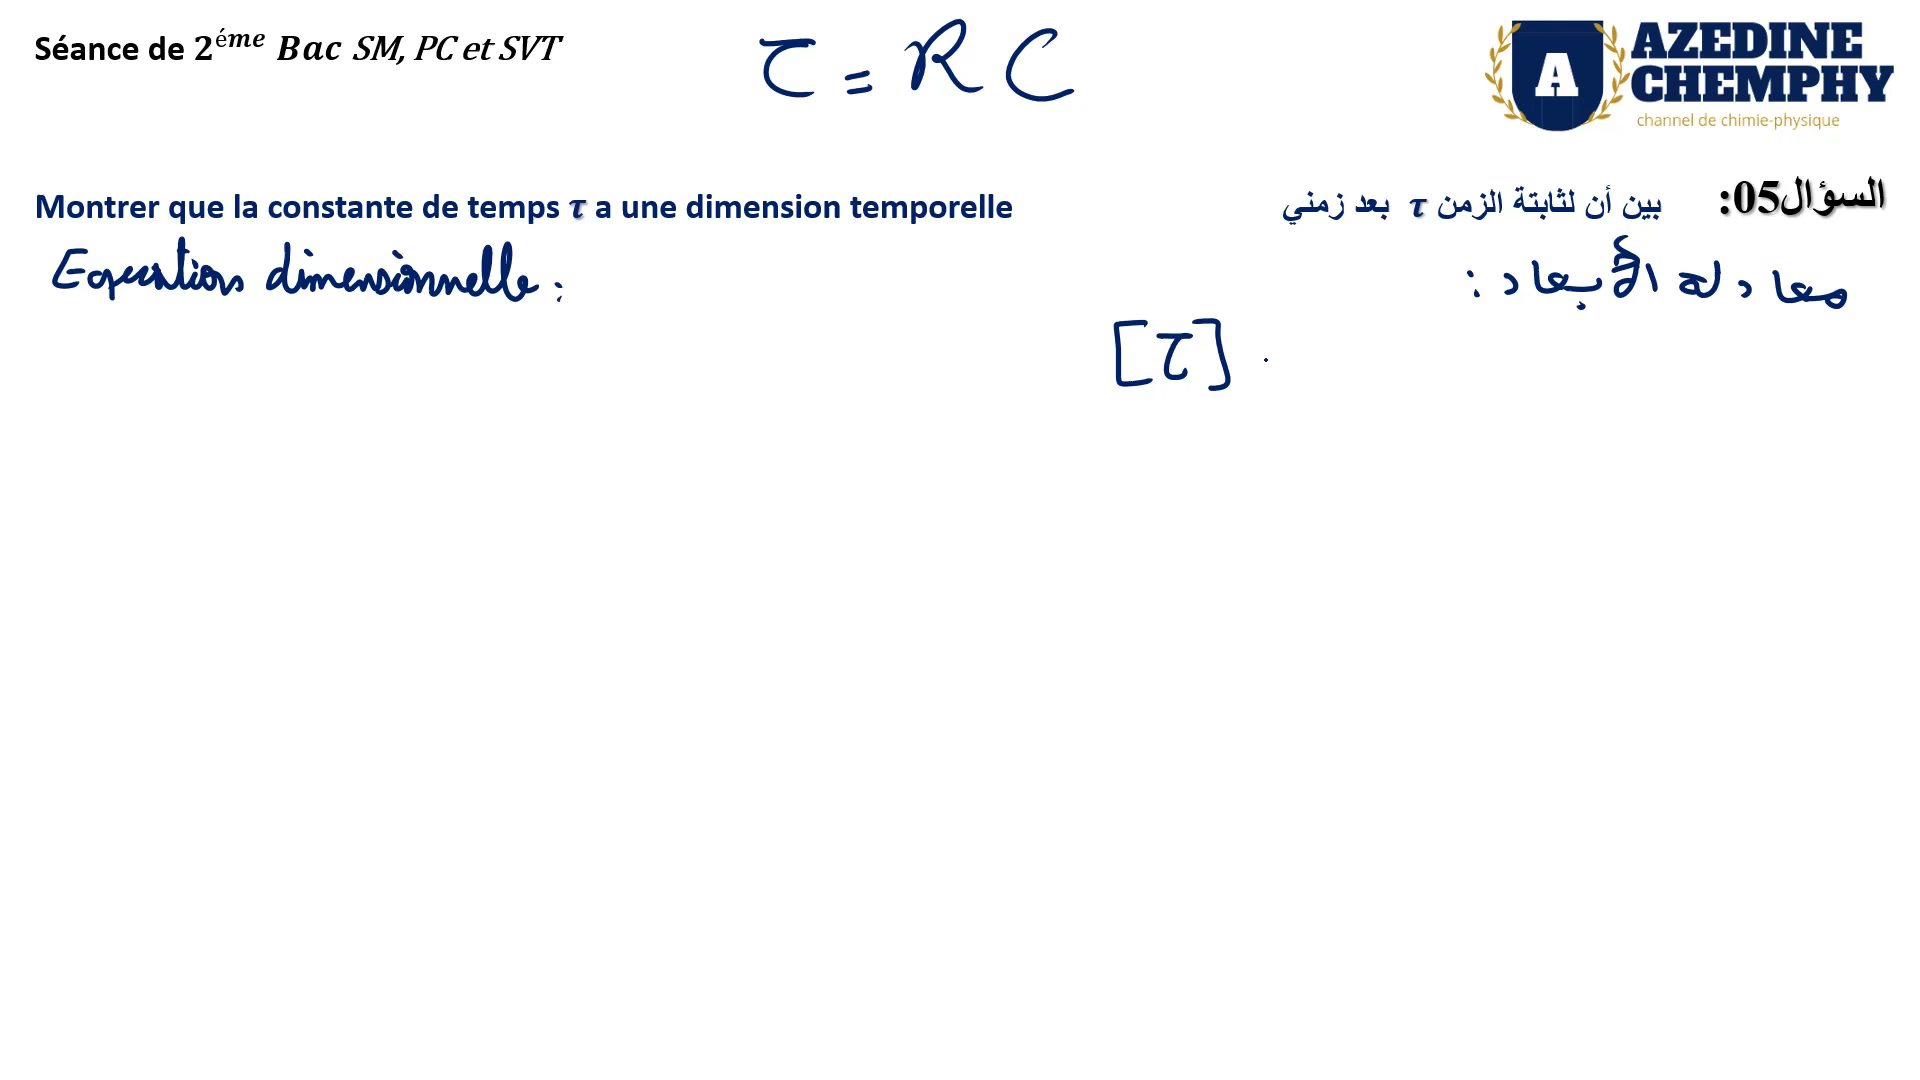 Séance de 2éme Bac SM, PC et SVT
τ = R C
AZEDINE
CHEMPHY
channel de chimie-physique
Montrer que la constante de temps τ a une dimension temporelle
السؤال05: بين أن لثابتة الزمن τ بعد زمني
Equation dimensionnelle :
معادلة الأبعاد :
[τ]